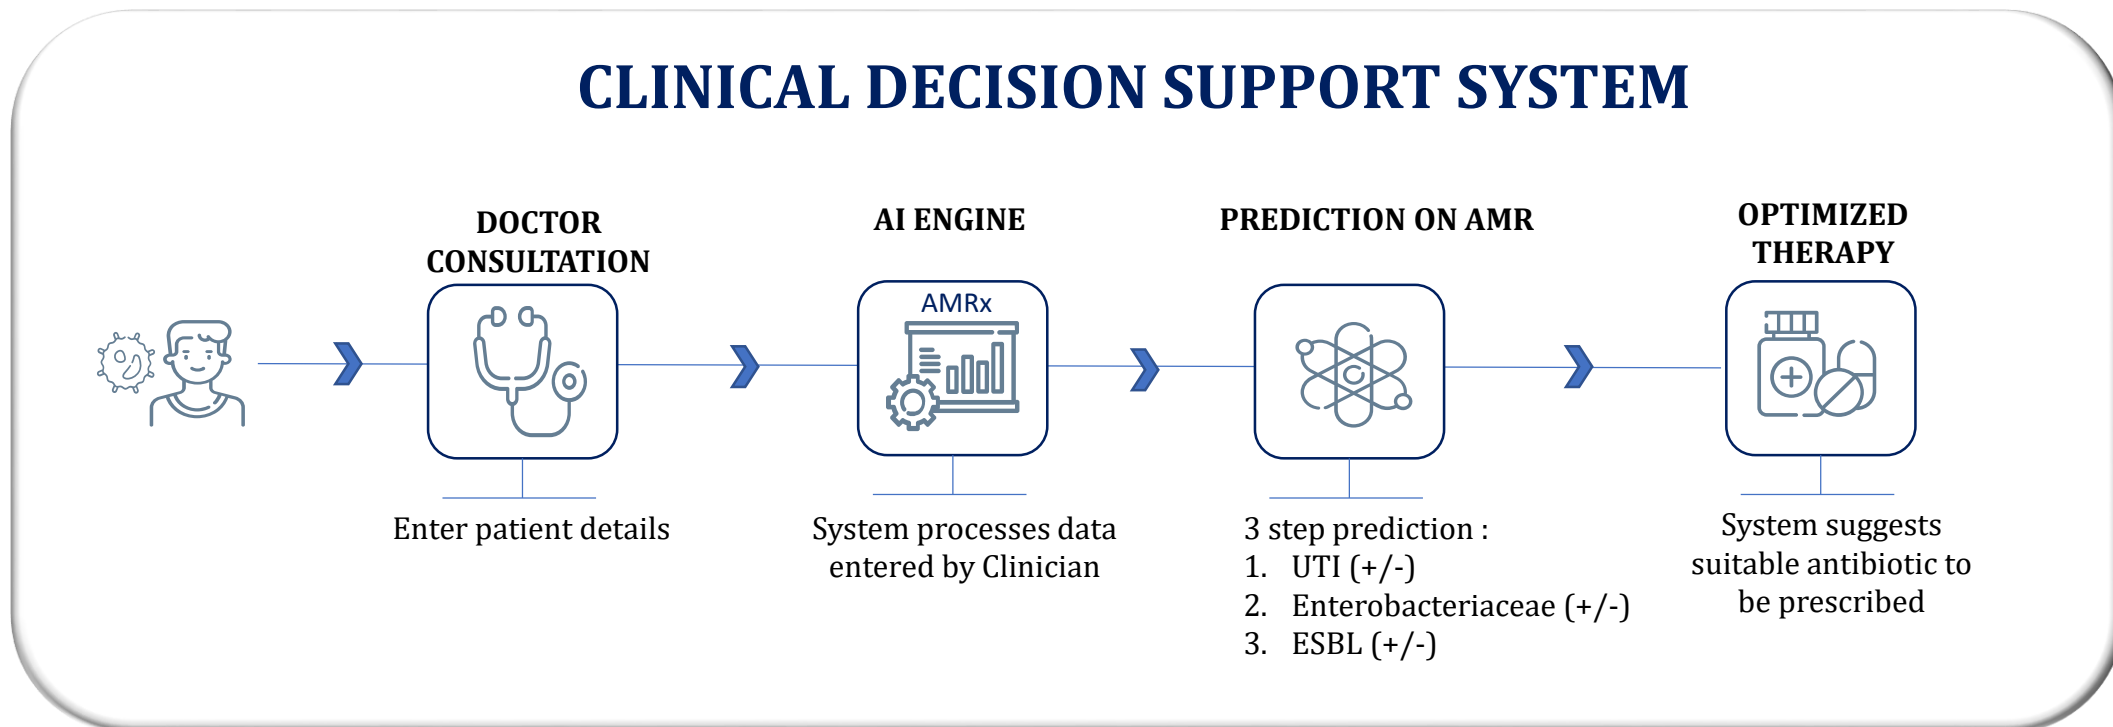 CLINICAL DECISION SUPPORT SYSTEM
DOCTOR
CONSULTATION
Enter patient details
AI ENGINE
AMRx
System processes data
entered by Clinician
PREDICTION ON AMR
3 step prediction :
1. UTI (+/-)
2. Enterobacteriaceae (+/-)
3. ESBL (+/-)
OPTIMIZED
THERAPY
System suggests
suitable antibiotic to
be prescribed